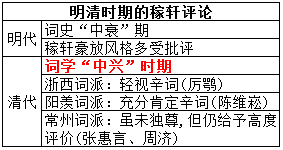 明清时期的稼轩评论
明代
词史“中衰”期
稼轩豪放风格多受批评
清代
词学“中兴”时期
浙西词派：轻视辛词(厉鹗)
阳羡词派：充分肯定辛词(陈维崧)
常州词派：虽未独尊,但仍给予高度
评价(张惠言、周济)